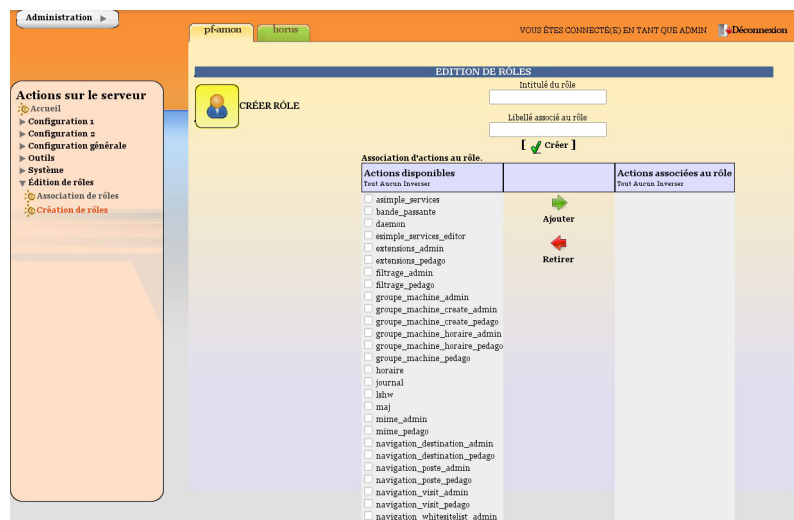 Administration
pf-amon
horus
VOUS ÊTES CONNECTÉ(E) EN TANT QUE ADMIN
Déconnexion
Actions sur le serveur
Accueil
Configuration 1
Configuration 2
Configuration générale
Outils
Système
Édition de rôles
Association de rôles
Création de rôles
EDITION DE RÔLES
CRÉER RÔLE
Intitulé du rôle
Libellé associé au rôle
[ Créer ]
Association d'actions au rôle.
Actions disponibles
Tout Aucun Inverser
Actions associées au rôle
Tout Aucun Inverser
Ajouter
Retirer
asimple_services
bande_passante
daemon
esimple_services_editor
extensions_admin
extensions_pedago
filtrage_admin
filtrage_pedago
groupe_machine_admin
groupe_machine_create_admin
groupe_machine_create_pedago
groupe_machine_horaire_admin
groupe_machine_horaire_pedago
groupe_machine_pedago
horaire
journal
lshw
maj
mime_admin
mime_pedago
navigation_destination_admin
navigation_destination_pedago
navigation_poste_admin
navigation_poste_pedago
navigation_visit_admin
navigation_visit_pedago
navigation_whitesitelist_admin